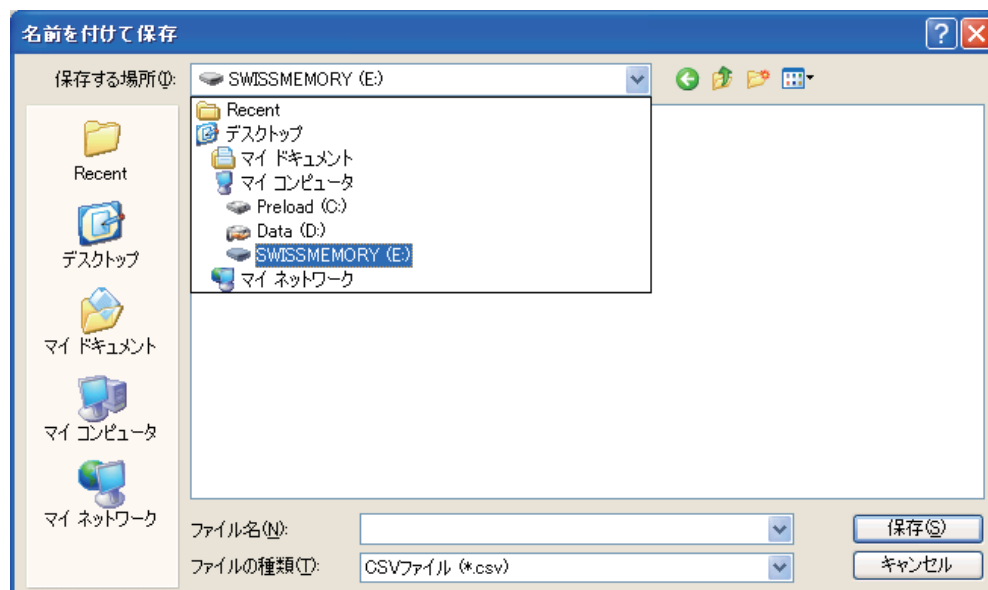 名前を付けて保存
保存する場所(I):
SWISSMEMORY (E:)
Recent
デスクトップ
マイ ドキュメント
マイ コンピュータ
Preload (C:)
Data (D:)
SWISSMEMORY (E:)
マイ ネットワーク
Recent
デスクトップ
マイ ドキュメント
マイ コンピュータ
マイ ネットワーク
ファイル名(N):
保存(S)
ファイルの種類(T):
CSVファイル (*.csv)
キャンセル